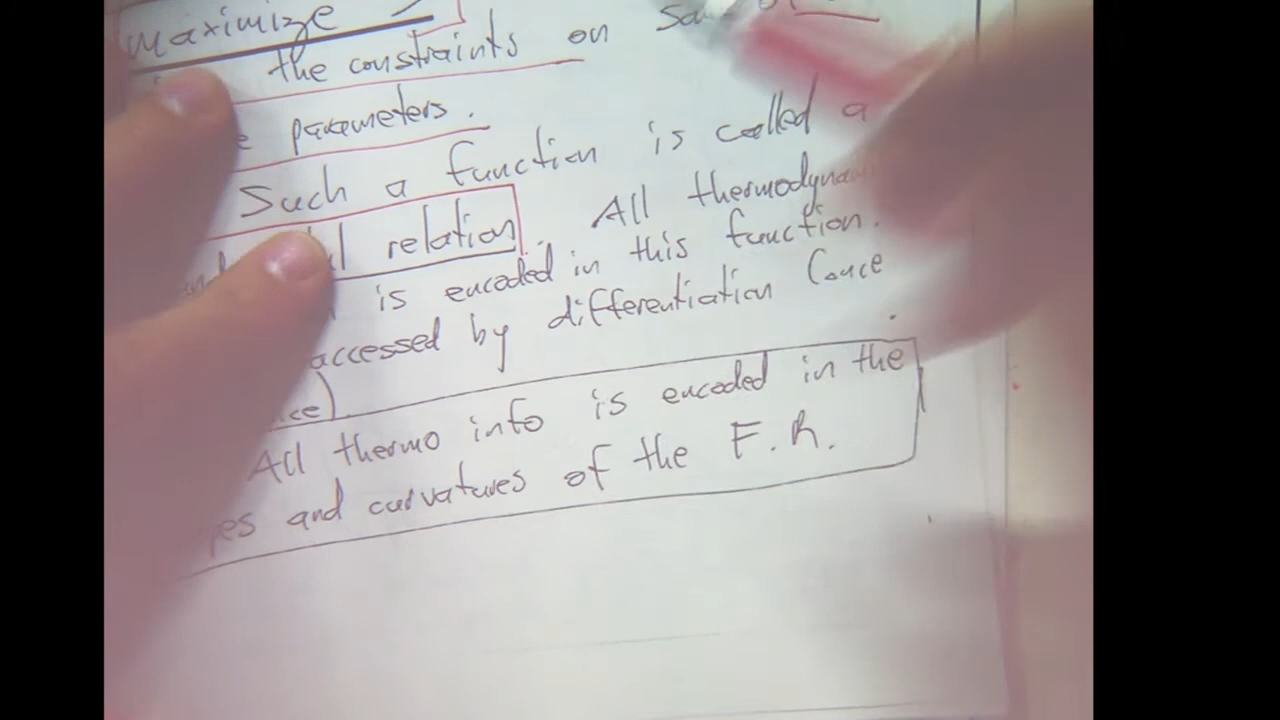 maximize
the constraints on
parameters.
Such a function is called a
relation. All
is encoded in this function.
accessed by differentiation (once
All thermo info is encoded in the
and curvatures of the F.R.